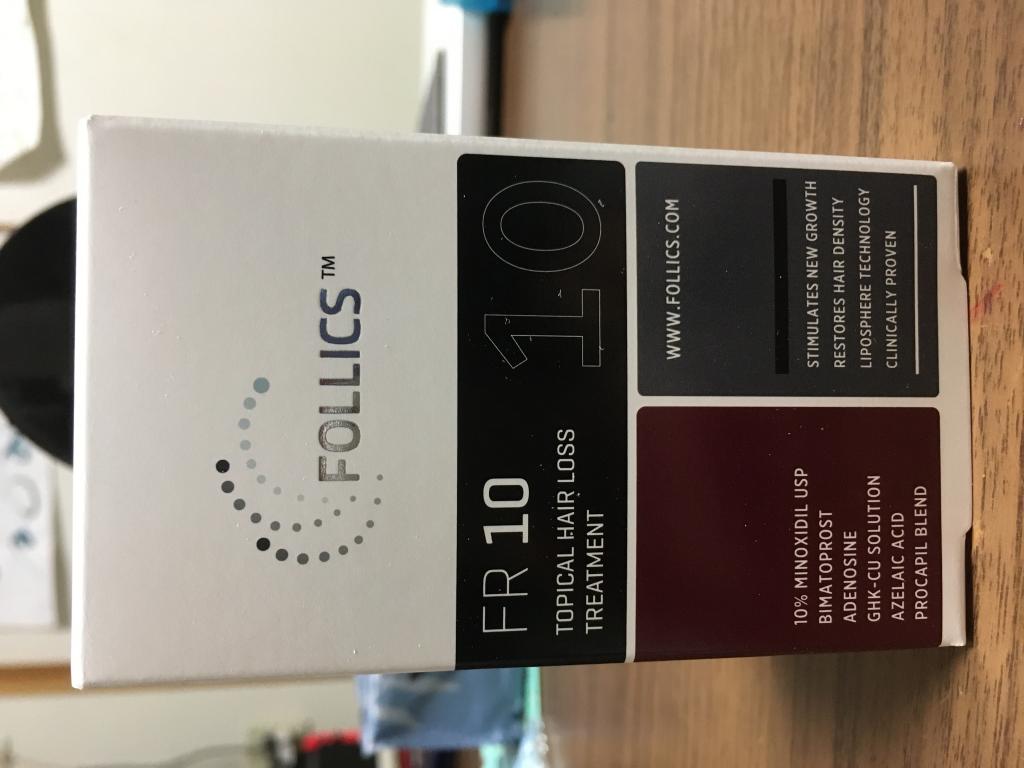 FOLLICS™
FR 10
TOPICAL HAIR LOSS
TREATMENT
10
10% MINOXIDIL USP
BIMATOPROST
ADENOSINE
GHK-CU SOLUTION
AZELAIC ACID
PROCAPIL BLEND
WWW.FOLLICS.COM
STIMULATES NEW GROWTH
RESTORES HAIR DENSITY
LIPOSPHERE TECHNOLOGY
CLINICALLY PROVEN